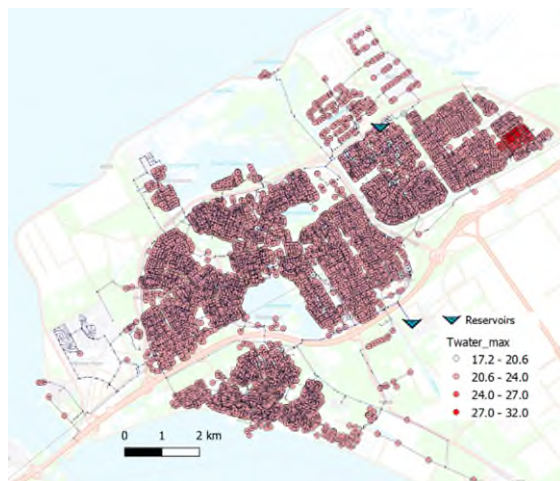 Reservoirs
Twater_max
17.2 - 20.6
20.6 - 24.0
24.0 - 27.0
27.0 - 32.0
0 1 2 km